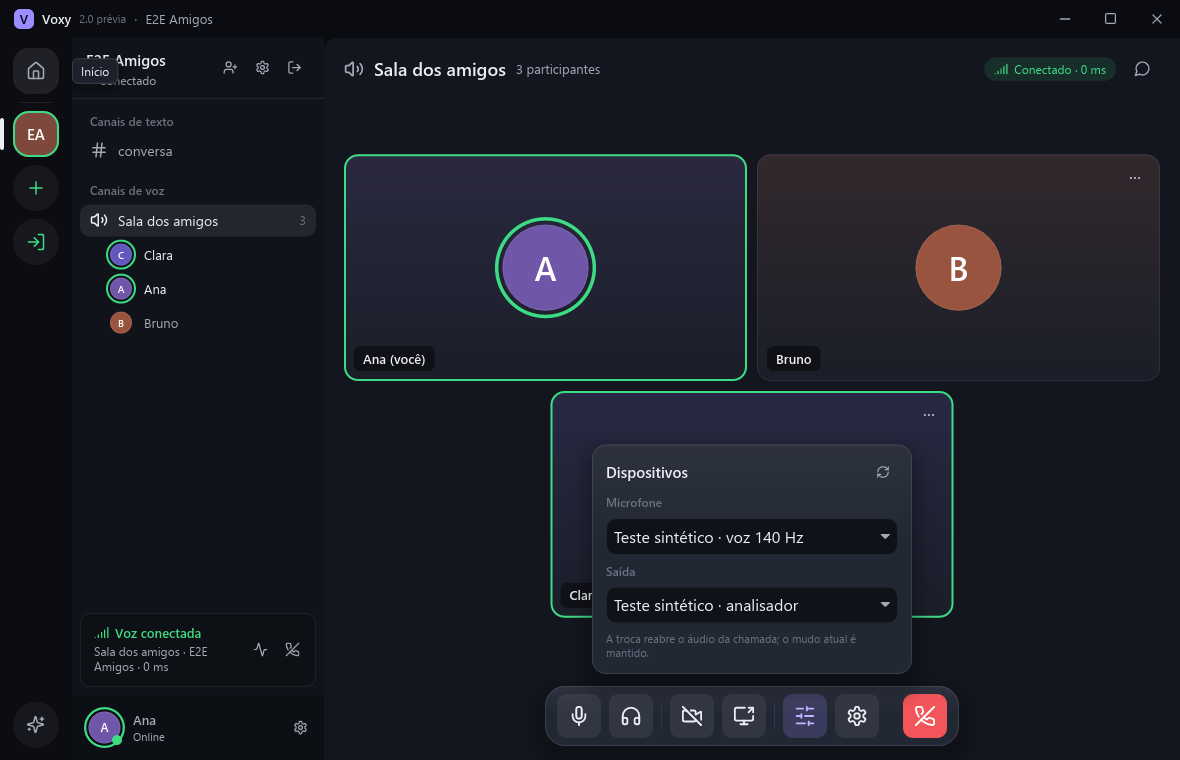 V Voxy 2.0 prévia · E2E Amigos
Amigos
Início
Sala dos amigos 3 participantes
Conectado · 0 ms
EA
Canais de texto
conversa
Canais de voz
Sala dos amigos 3
C Clara
A Ana
B Bruno
A
Ana (você)
B
Bruno
Dispositivos
Microfone
Teste sintético · voz 140 Hz
Saída
Teste sintético · analisador
A troca reabre o áudio da chamada; o mudo atual é
mantido.
Voz conectada
Sala dos amigos · E2E
Amigos · 0 ms
A Ana
Online